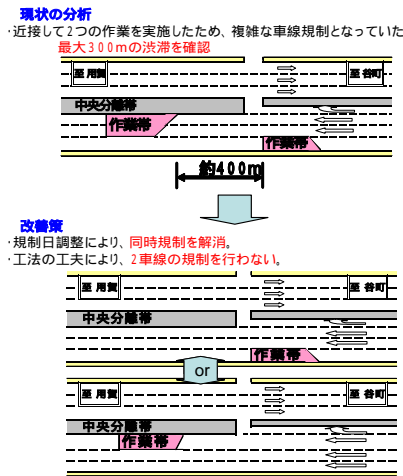 現状の分析
・近接して2つの作業を実施したため、複雑な車線規制となっていた
最大300mの渋滞を確認
至 用賀
至 谷町
中央分離帯
作業帯
作業帯
約400m
改善策
・規制日調整により、同時規制を解消。
・工法の工夫により、2車線の規制を行わない。
至 用賀
至 谷町
中央分離帯
作業帯
or
至 用賀
至 谷町
中央分離帯
作業帯